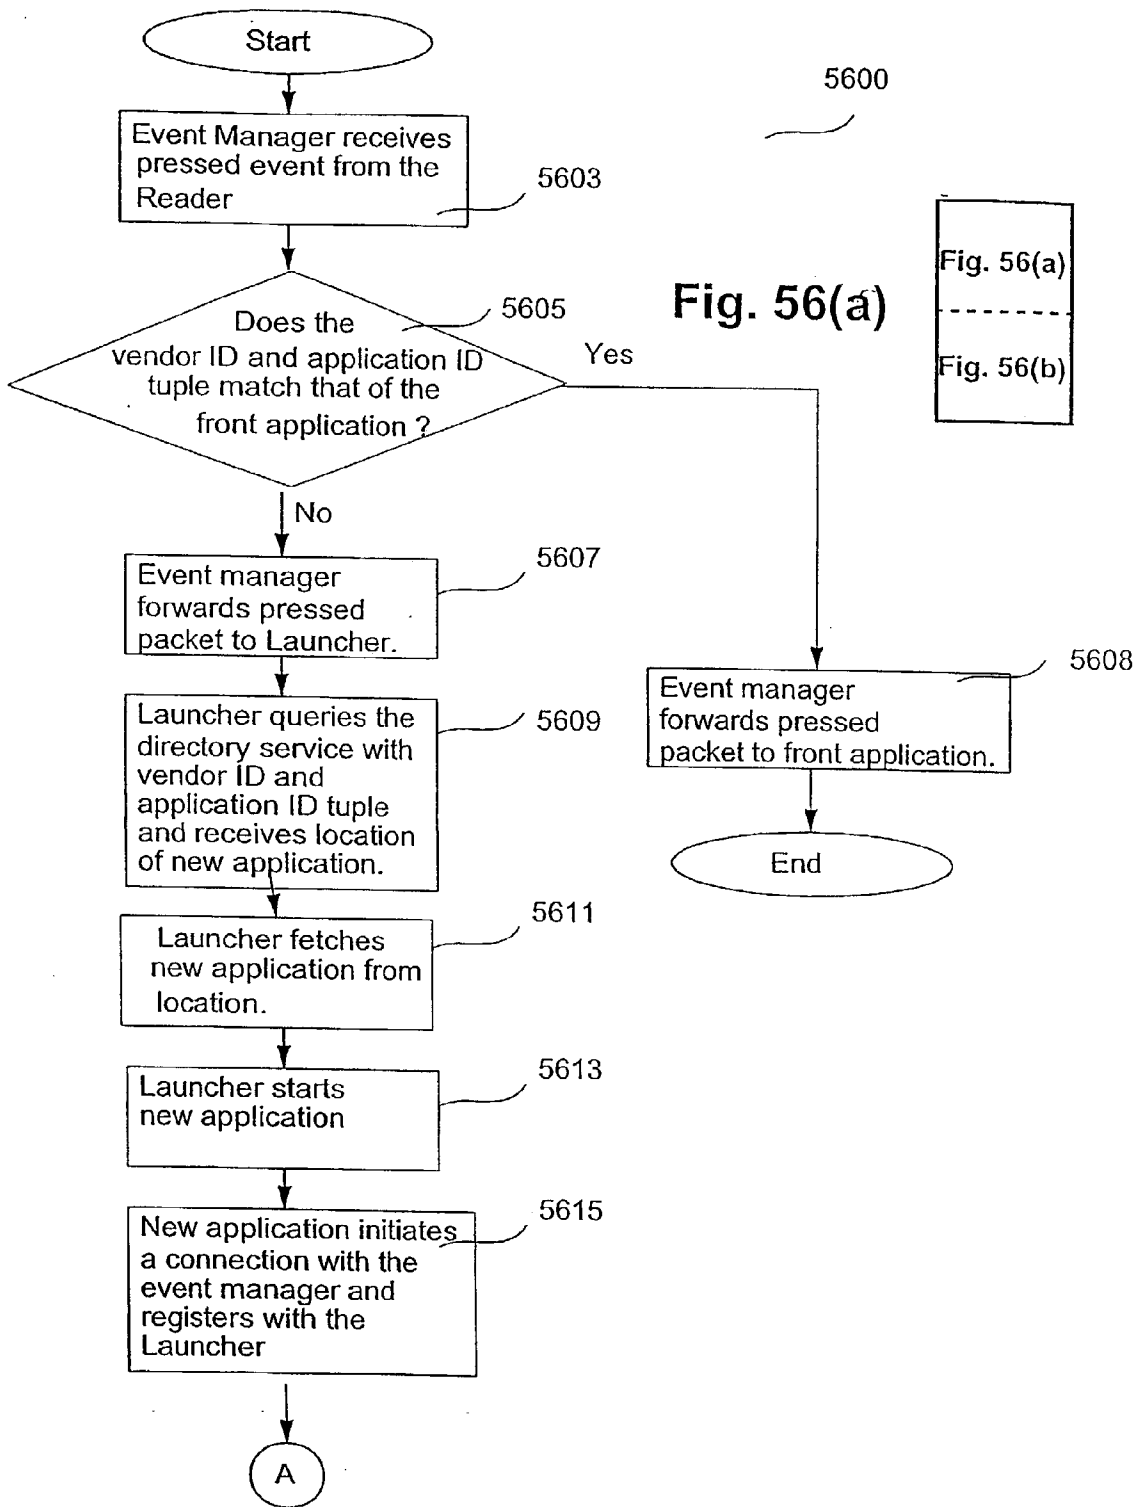 Start
5600
Event Manager receives
pressed event from the
Reader
5603
Fig. 56(a)
Fig. 56(a)
Fig. 56(b)
5605
Does the
vendor ID and application ID
tuple match that of the
front application ?
Yes
No
5607
Event manager
forwards pressed
packet to Launcher.
5608
Event manager
forwards pressed
packet to front application.
5609
Launcher queries the
directory service with
vendor ID and
application ID tuple
and receives location
of new application.
End
5611
Launcher fetches
new application from
location.
5613
Launcher starts
new application
5615
New application initiates
a connection with the
event manager and
registers with the
Launcher
A